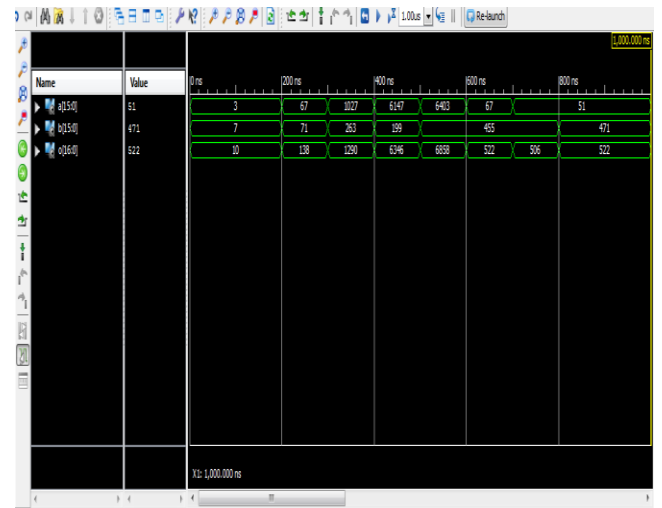 1.00us Re-launch
1,000.000 ns
Name Value 0 ns 200 ns 400 ns 600 ns 800 ns
a[15:0] 51 3 67 1027 6147 6403 67 51
b[15:0] 471 7 71 263 199 455 471
o[16:0] 522 10 138 1290 6346 6858 522 506 522
X1: 1,000.000 ns